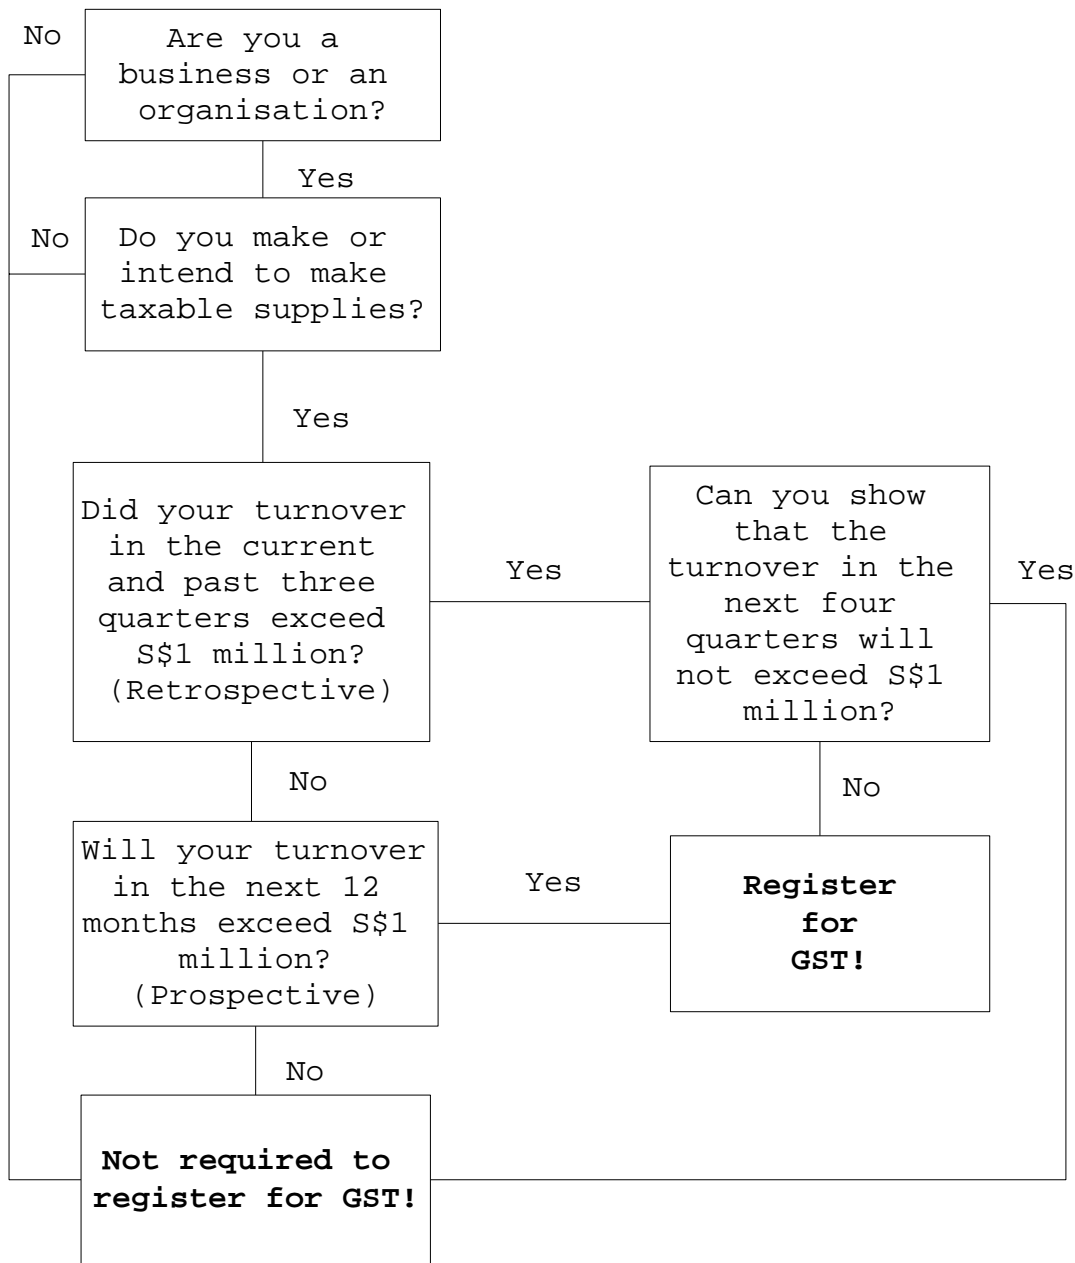 No
Are you a
business or an
organisation?
Yes
No
Do you make or
intend to make
taxable supplies?
Yes
Did your turnover
in the current
and past three
quarters exceed
S$1 million?
(Retrospective)
Yes
Can you show
that the
turnover in the
next four
quarters will
not exceed S$1
million?
Yes
No
No
Will your turnover
in the next 12
months exceed S$1
million?
(Prospective)
Yes
Register
for
GST!
No
Not required to
register for GST!